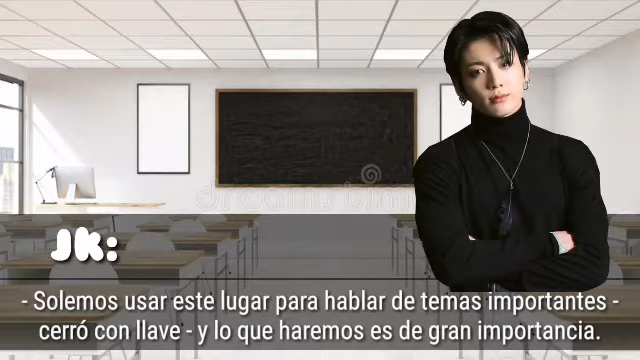 dreamstime
Jk:
- Solemos usar este lugar para hablar de temas importantes -
cerró con llave - y lo que haremos es de gran importancia.